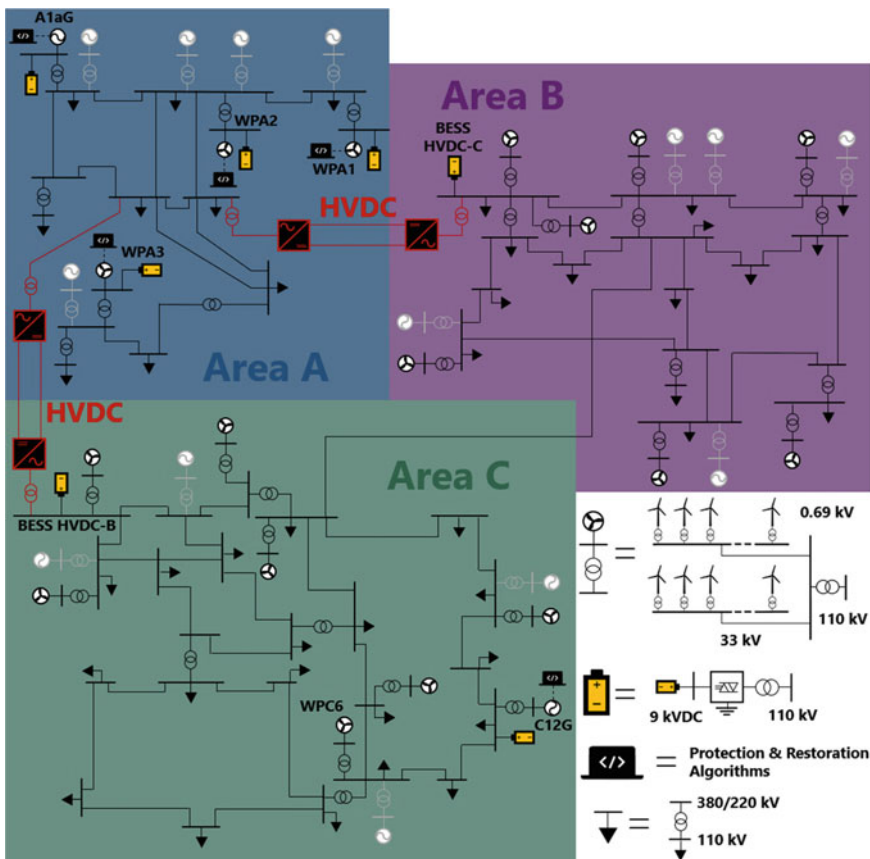 A1aG
</>
WPA2
</>
WPA1
</>
Area A
HVDC
</>
WPA3
Area B
BESS
HVDC-C
HVDC
BESS HVDC-B
Area C
WPC6
</>
C12G
=
0.69 kV
33 kV
110 kV
=
9 kVDC
110 kV
</>
= Protection & Restoration
Algorithms
=
380/220 kV
110 kV